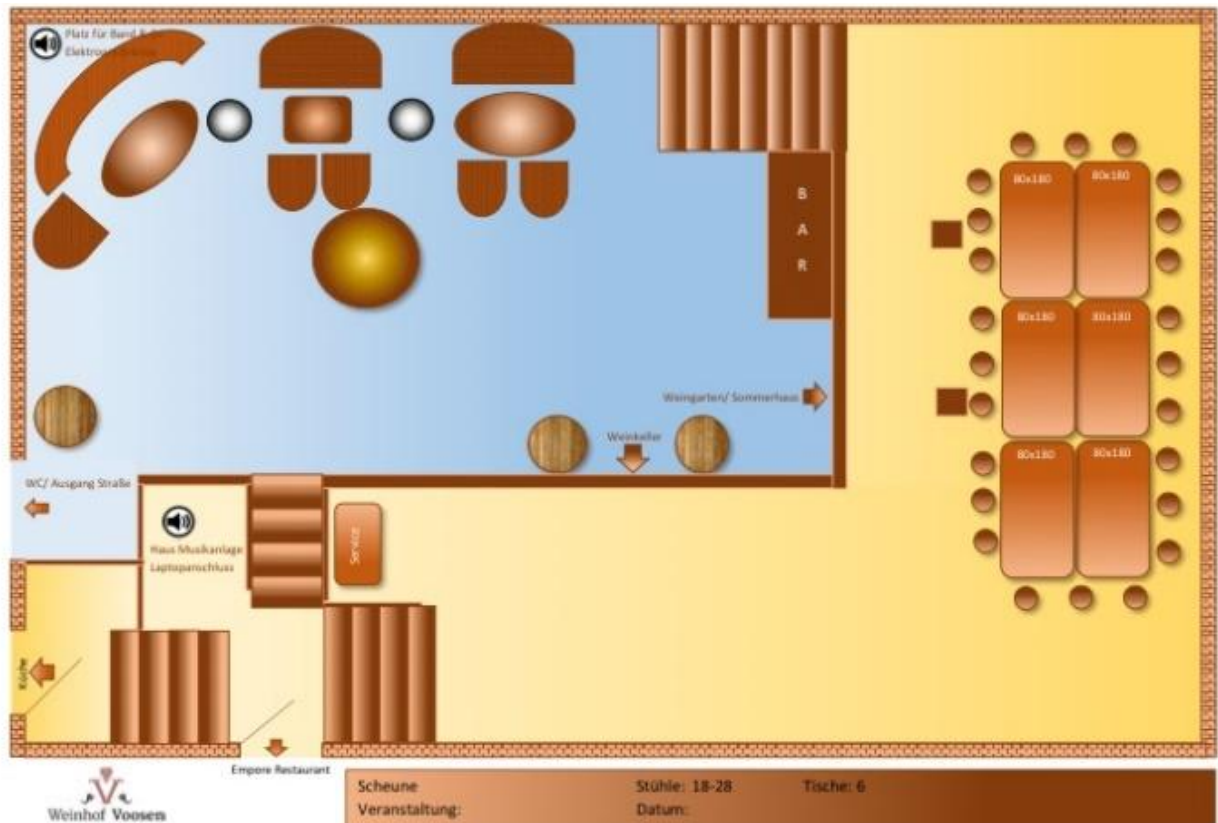 Platz für Band &
80x180
80x180
B
A
R
80x180
80x180
Weingarten/ Sommerhaus
Weinkeller
80x180
80x180
WC/ Ausgang Straße
Service
Haus Musikanlage
Laptopanschluss
Küche
Empore Restaurant
Scheune
Stühle: 18-28
Tische: 6
Veranstaltung:
Datum:
Weinhof Voosen